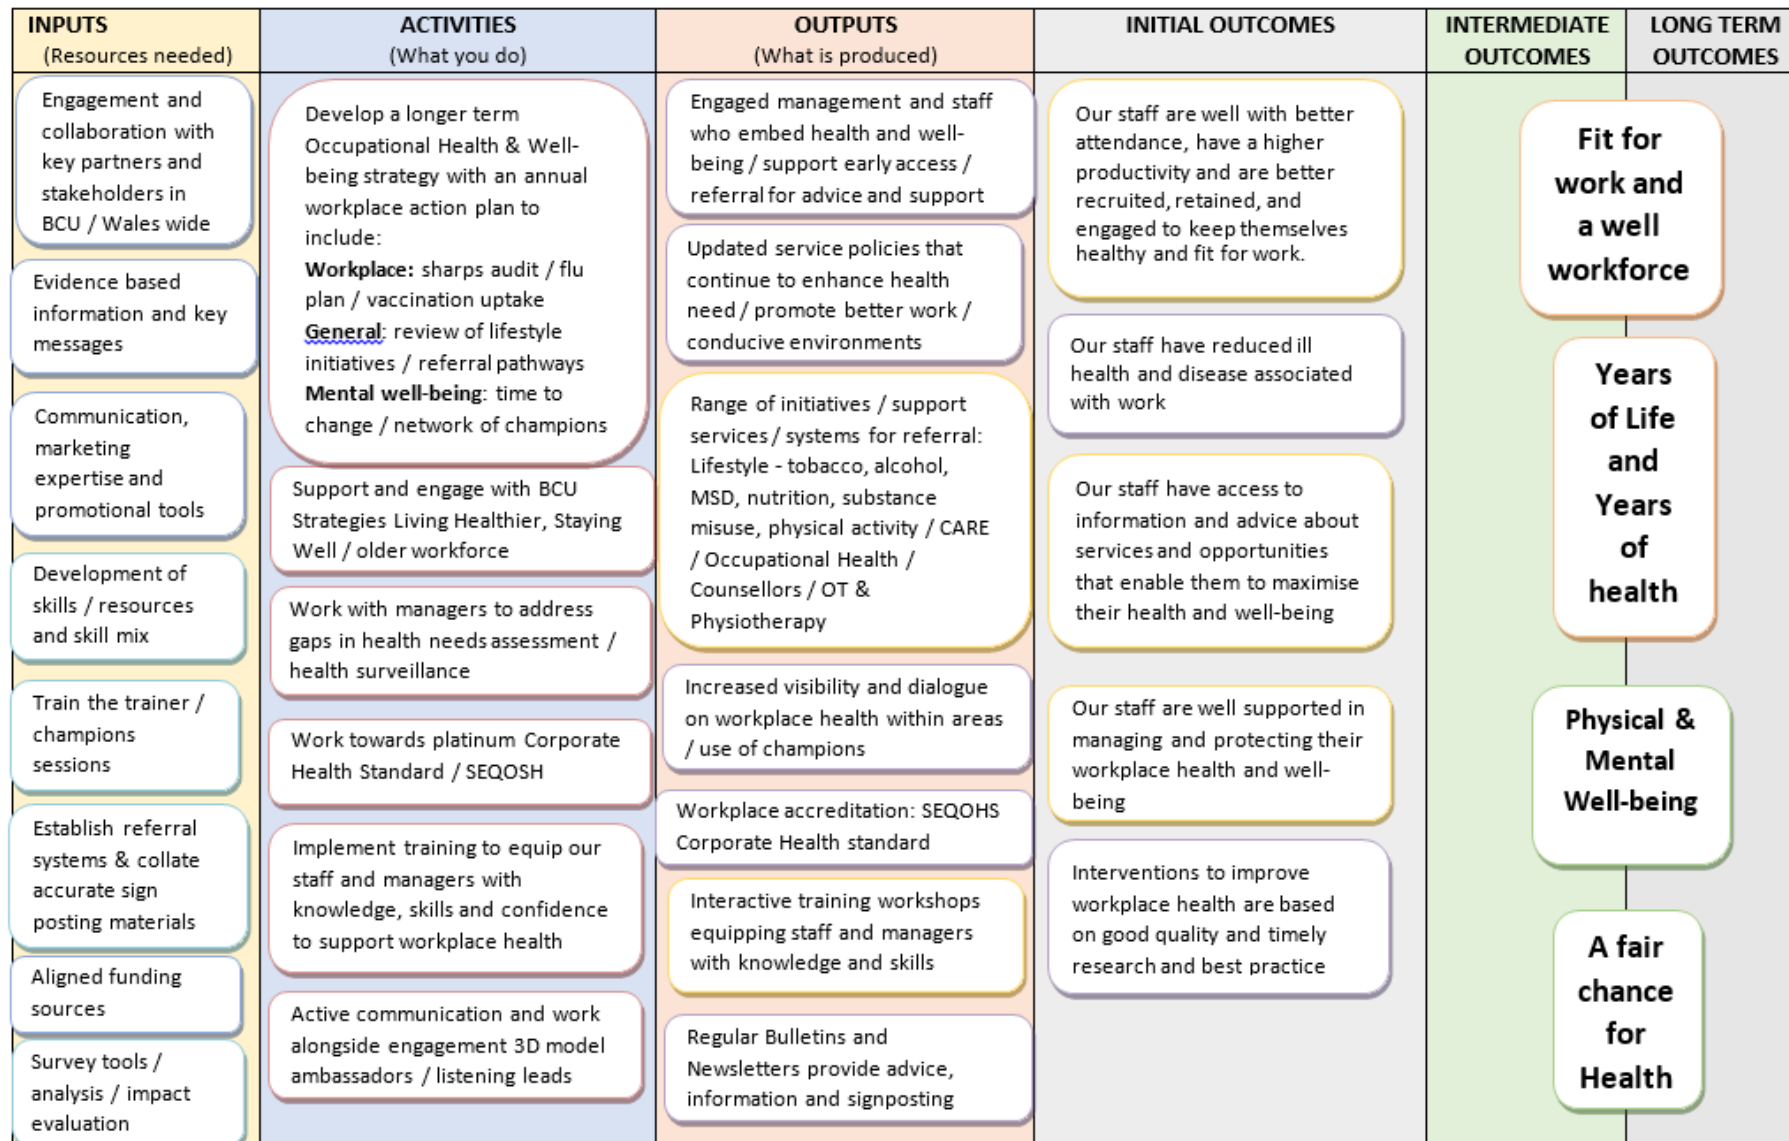 INPUTS
(Resources needed)
Engagement and
collaboration with
key partners and
stakeholders in
BCU / Wales wide
Evidence based
information and key
messages
Communication,
marketing
expertise and
promotional tools
Development of
skills / resources
and skill mix
Train the trainer /
champions
sessions
Establish referral
systems & collate
accurate sign
posting materials
Aligned funding
sources
Survey tools /
analysis / impact
evaluation
ACTIVITIES
(What you do)
Develop a longer term
Occupational Health & Well-
being strategy with an annual
workplace action plan to
include:
Workplace: sharps audit / flu
plan / vaccination uptake
General: review of lifestyle
initiatives / referral pathways
Mental well-being: time to
change / network of champions
Support and engage with BCU
Strategies Living Healthier, Staying
Well / older workforce
Work with managers to address
gaps in health needs assessment /
health surveillance
Work towards platinum Corporate
Health Standard / SEQOSH
Implement training to equip our
staff and managers with
knowledge, skills and confidence
to support workplace health
Active communication and work
alongside engagement 3D model
ambassadors / listening leads
OUTPUTS
(What is produced)
Engaged management and staff
who embed health and well-
being / support early access /
referral for advice and support
Updated service policies that
continue to enhance health
need / promote better work /
conducive environments
Range of initiatives / support
services / systems for referral:
Lifestyle - tobacco, alcohol,
MSD, nutrition, substance
misuse, physical activity / CARE
/ Occupational Health /
Counsellors / OT &
Physiotherapy
Increased visibility and dialogue
on workplace health within areas
/ use of champions
Workplace accreditation: SEQOHS
Corporate Health standard
Interactive training workshops
equipping staff and managers
with knowledge and skills
Regular Bulletins and
Newsletters provide advice,
information and signposting
INITIAL OUTCOMES
Our staff are well with better
attendance, have a higher
productivity and are better
recruited, retained, and
engaged to keep themselves
healthy and fit for work.
Our staff have reduced ill
health and disease associated
with work
Our staff have access to
information and advice about
services and opportunities
that enable them to maximise
their health and well-being
Our staff are well supported in
managing and protecting their
workplace health and well-
being
Interventions to improve
workplace health are based
on good quality and timely
research and best practice
INTERMEDIATE
OUTCOMES
LONG TERM
OUTCOMES
Fit for
work and
a well
workforce
Years
of Life
and
Years
of
health
Physical &
Mental
Well-being
A fair
chance
for
Health